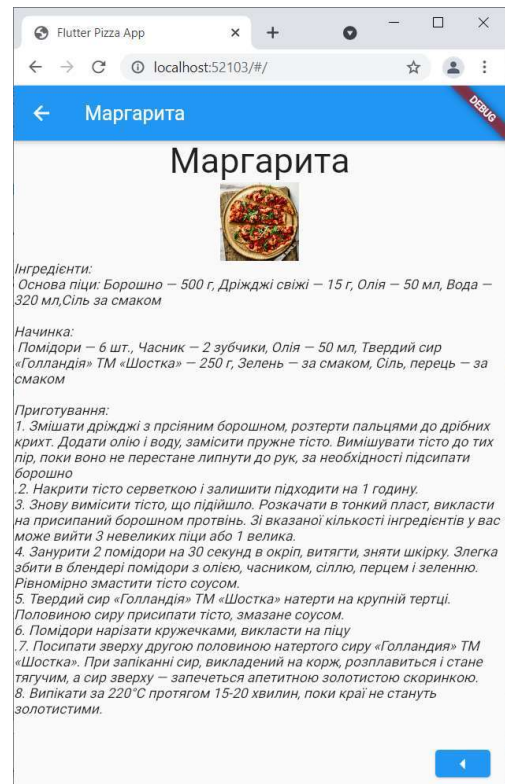 Flutter Pizza App
localhost:52103/#/
Маргарита
DEBUG
Маргарита
Інгредієнти:
Основа піци: Борошно — 500 г, Дріжджі свіжі — 15 г, Олія — 50 мл, Вода —
320 мл,Сіль за смаком
Начинка:
Помідори — 6 шт., Часник — 2 зубчики, Олія — 50 мл, Твердий сир
«Голландія» ТМ «Шостка» — 250 г, Зелень — за смаком, Сіль, перець — за
смаком
Приготування:
1. Змішати дріжджі з прсіяним борошном, розтерти пальцями до дрібних
крихт. Додати олію і воду, замісити пружне тісто. Вимішувати тісто до тих
пір, поки воно не перестане липнути до рук, за необхідності підсипати
борошно
.2. Накрити тісто серветкою і залишити підходити на 1 годину.
3. Знову вимісити тісто, що підійшло. Розкачати в тонкий пласт, викласти
на присипаний борошном протвінь. Зі вказаної кількості інгредієнтів у вас
може вийти 3 невеликих піци або 1 велика.
4. Занурити 2 помідори на 30 секунд в окріп, витягти, зняти шкірку. Злегка
збити в блендері помідори з олією, часником, сіллю, перцем і зеленню.
Рівномірно змастити тісто соусом.
5. Твердий сир «Голландія» ТМ «Шостка» натерти на крупній тертці.
Половиною сиру присипати тісто, змазане соусом.
6. Помідори нарізати кружечками, викласти на піцу
.7. Посипати зверху другою половиною натертого сиру «Голландия» ТМ
«Шостка». При запіканні сир, викладений на корж, розплавиться і стане
тягучим, а сир зверху — запечеться апетитною золотистою скоринкою.
8. Випікати за 220°C протягом 15-20 хвилин, поки краї не стануть
золотистими.